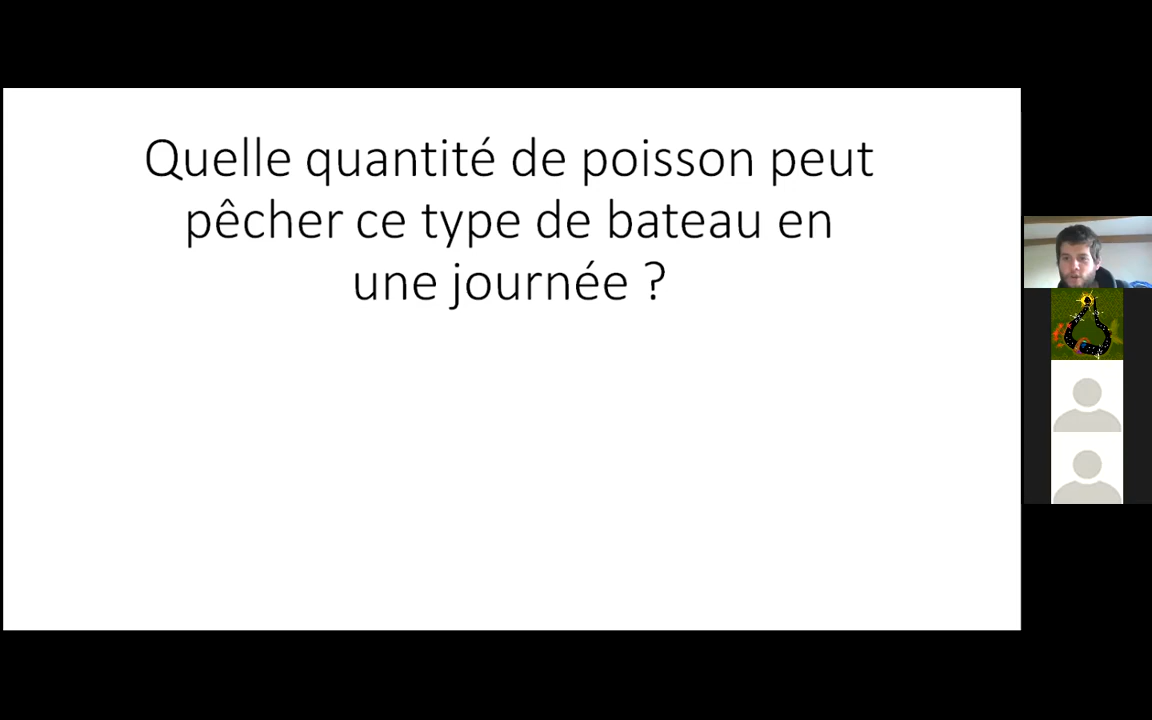 Quelle quantité de poisson peut
pêcher ce type de bateau en
une journée ?